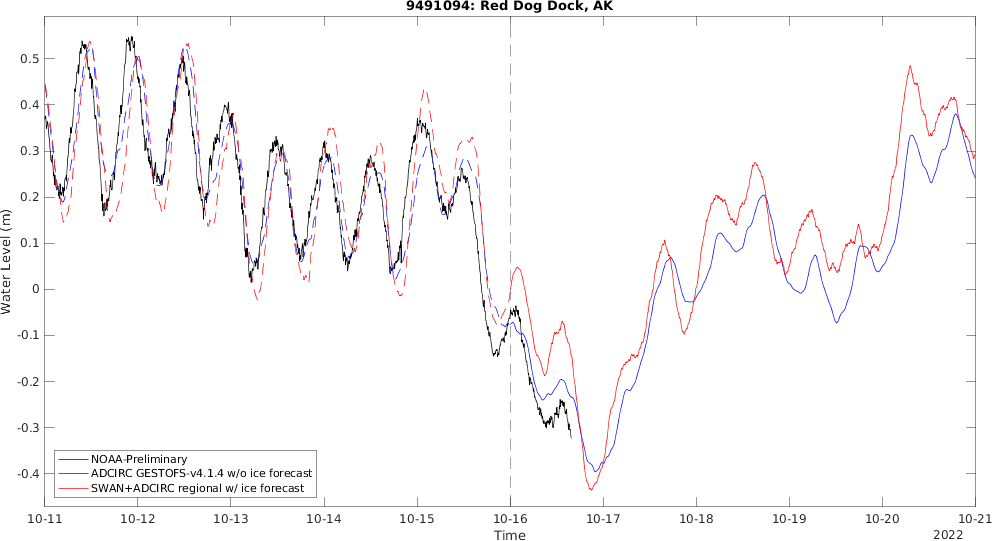 9491094: Red Dog Dock, AK
Water Level (m)
0.5
0.4
0.3
0.2
0.1
0
-0.1
-0.2
-0.3
-0.4
NOAA-Preliminary
ADCIRC GESTOFS-v4.1.4 w/o ice forecast
SWAN+ADCIRC regional w/ ice forecast
10-11 10-12 10-13 10-14 10-15 10-16 10-17 10-18 10-19 10-20 10-21
Time
2022